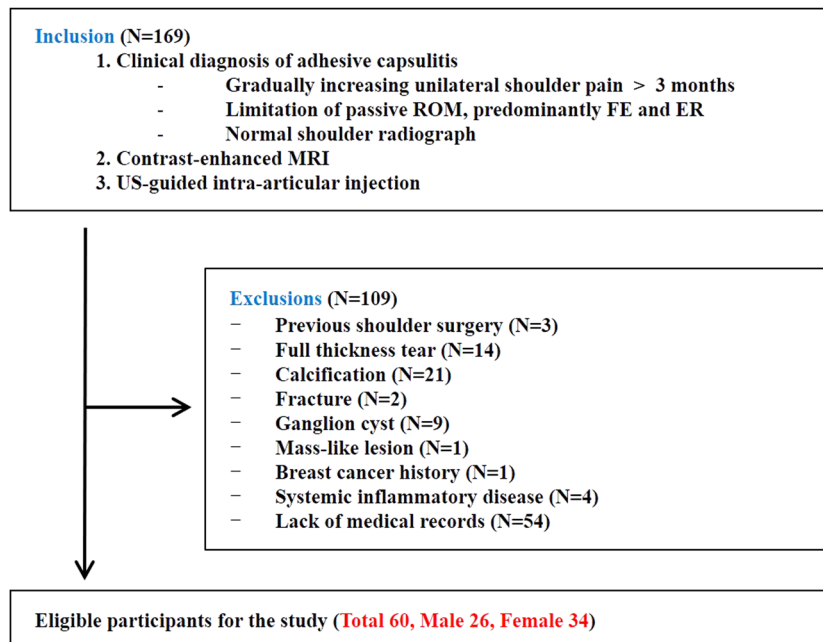 Inclusion (N=169)
1. Clinical diagnosis of adhesive capsulitis
- Gradually increasing unilateral shoulder pain > 3 months
- Limitation of passive ROM, predominantly FE and ER
- Normal shoulder radiograph
2. Contrast-enhanced MRI
3. US-guided intra-articular injection
Exclusions (N=109)
– Previous shoulder surgery (N=3)
– Full thickness tear (N=14)
– Calcification (N=21)
– Fracture (N=2)
– Ganglion cyst (N=9)
– Mass-like lesion (N=1)
– Breast cancer history (N=1)
– Systemic inflammatory disease (N=4)
– Lack of medical records (N=54)
Eligible participants for the study (Total 60, Male 26, Female 34)